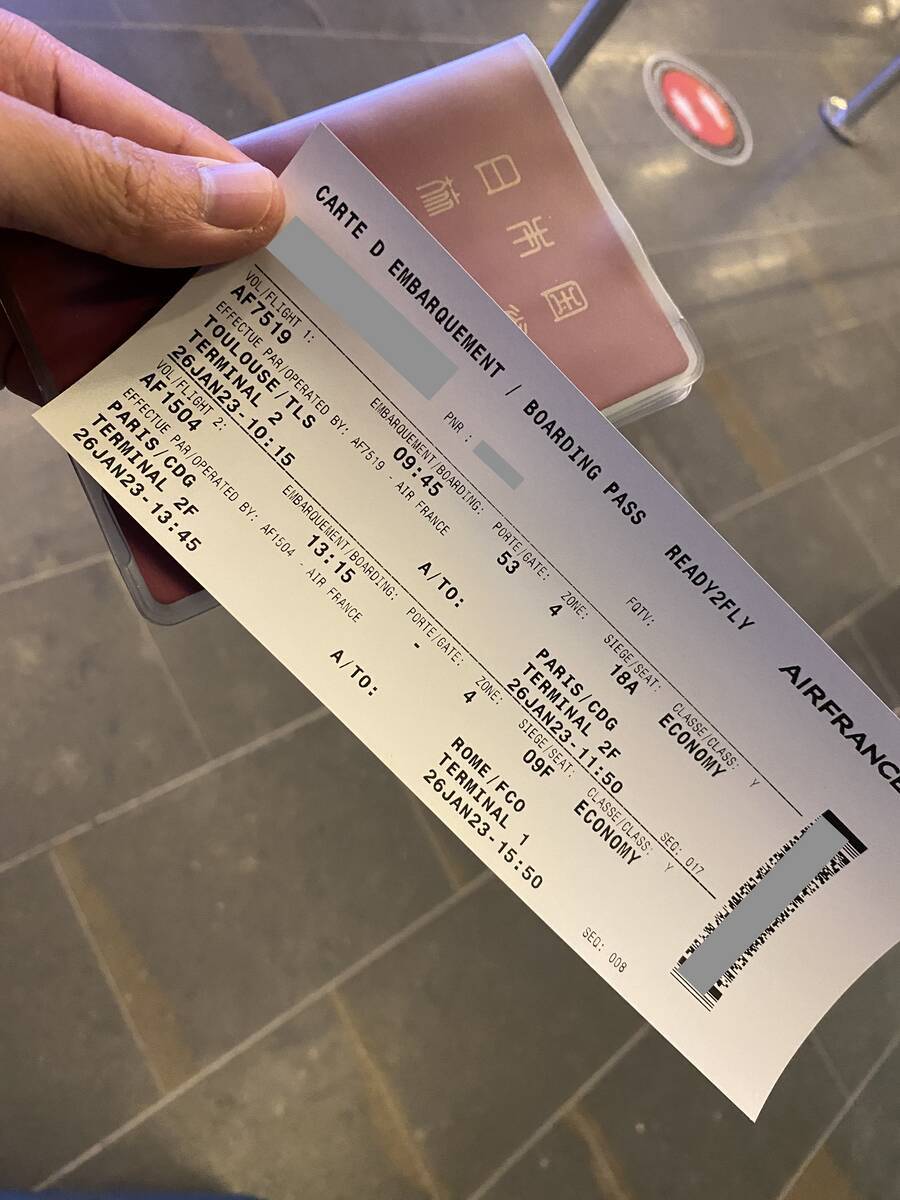 日本国
旅
CARTE D EMBARQUEMENT / BOARDING PASS READY2FLY AIRFRANCE
PNR : FQTV:
VOL/FLIGHT 1: EMBARQUEMENT/BOARDING: PORTE/GATE: ZONE: SIEGE/SEAT: CLASSE/CLASS: Y
AF7519 09:45 53 4 18A ECONOMY
EFFECTUE PAR/OPERATED BY: AF7519 - AIR FRANCE
TOULOUSE/TLS A/TO: PARIS/CDG
TERMINAL 2 TERMINAL 2F
26JAN23-10:15 26JAN23-11:50 SEQ: 017
VOL/FLIGHT 2: EMBARQUEMENT/BOARDING: PORTE/GATE: ZONE: SIEGE/SEAT: CLASSE/CLASS: Y
AF 1504 13:15 - 4 09F ECONOMY
EFFECTUE PAR/OPERATED BY: AF1504 - AIR FRANCE
PARIS/CDG A/TO: ROME/FCO
TERMINAL 2F TERMINAL 1
26JAN23-13:45 26JAN23-15:50 SEQ: 008